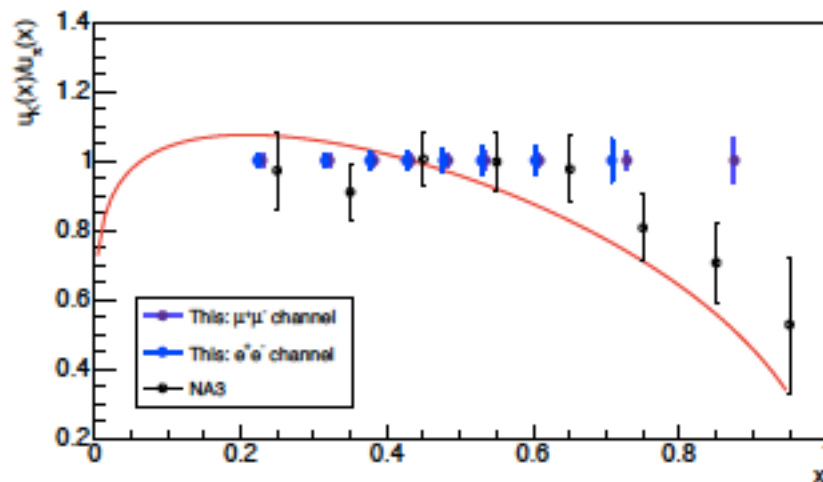 u_K(x)/u_π(x)
1.4
1.2
1
0.8
0.6
0.4
0.2
This: μ⁺μ⁻ channel
This: e⁺e⁻ channel
NA3
0 0.2 0.4 0.6 0.8
x